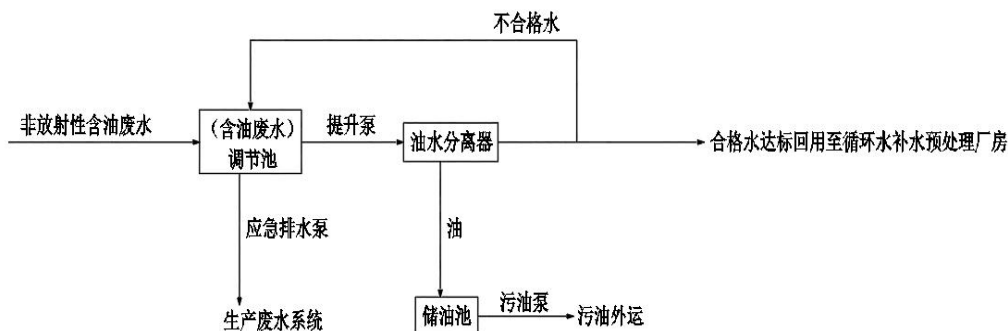 不合格水
非放射性含油废水
（含油废水）
调节池
提升泵
油水分离器
合格水达标回用至循环水补水预处理厂房
应急排水泵
油
生产废水系统
储油池
污油泵
污油外运